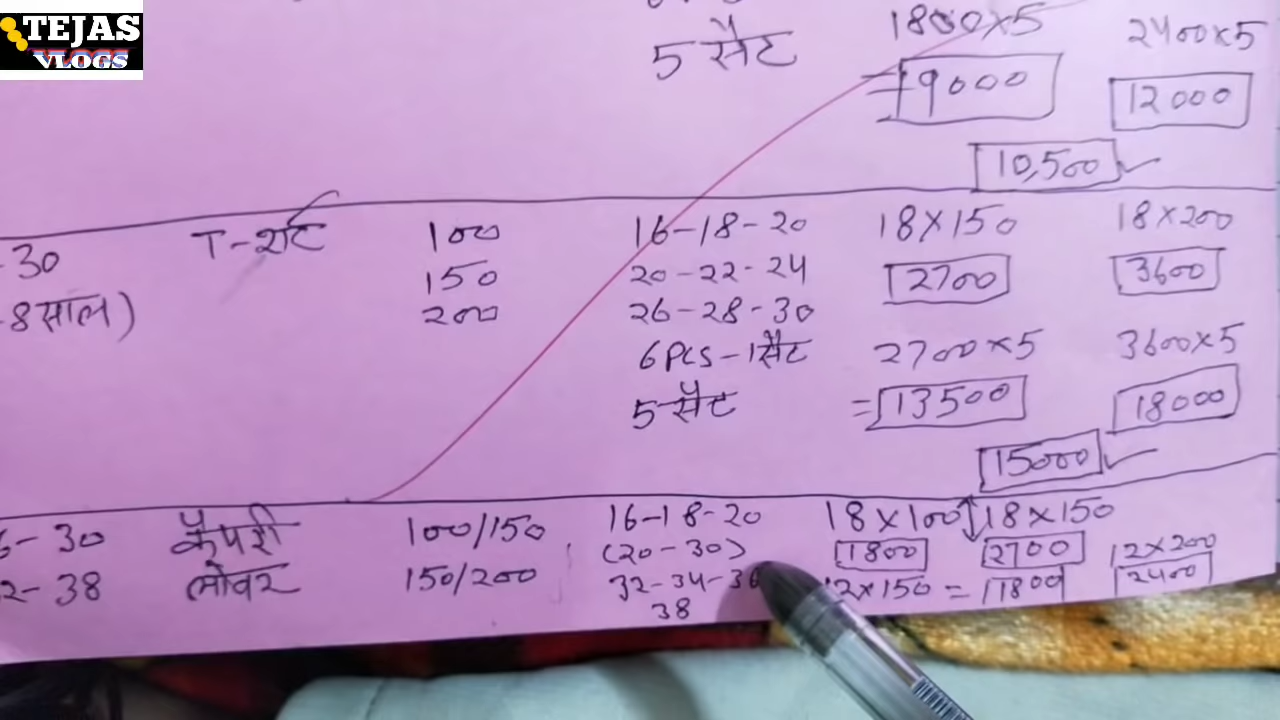 TEJAS
VLOGS
5 सैट 1800x5 2400x5
= 9000 12000
10,500 ✓
-30 T-शर्ट 100 16-18-20 18X150 18X200
-8 साल) 150 20-22-24 2700 3600
200 26-28-30
6 PCS-1 सैट 2700x5 3600x5
5 सैट = 13500 18000
15000 ✓
6-30 कैपरी 100/150 16-18-20 18X100 ↕ 18X150
(20-30) 1800 2700 12x200
2-38 लोवर 150/200 32-34-36 12x150 = 1800 2400
38